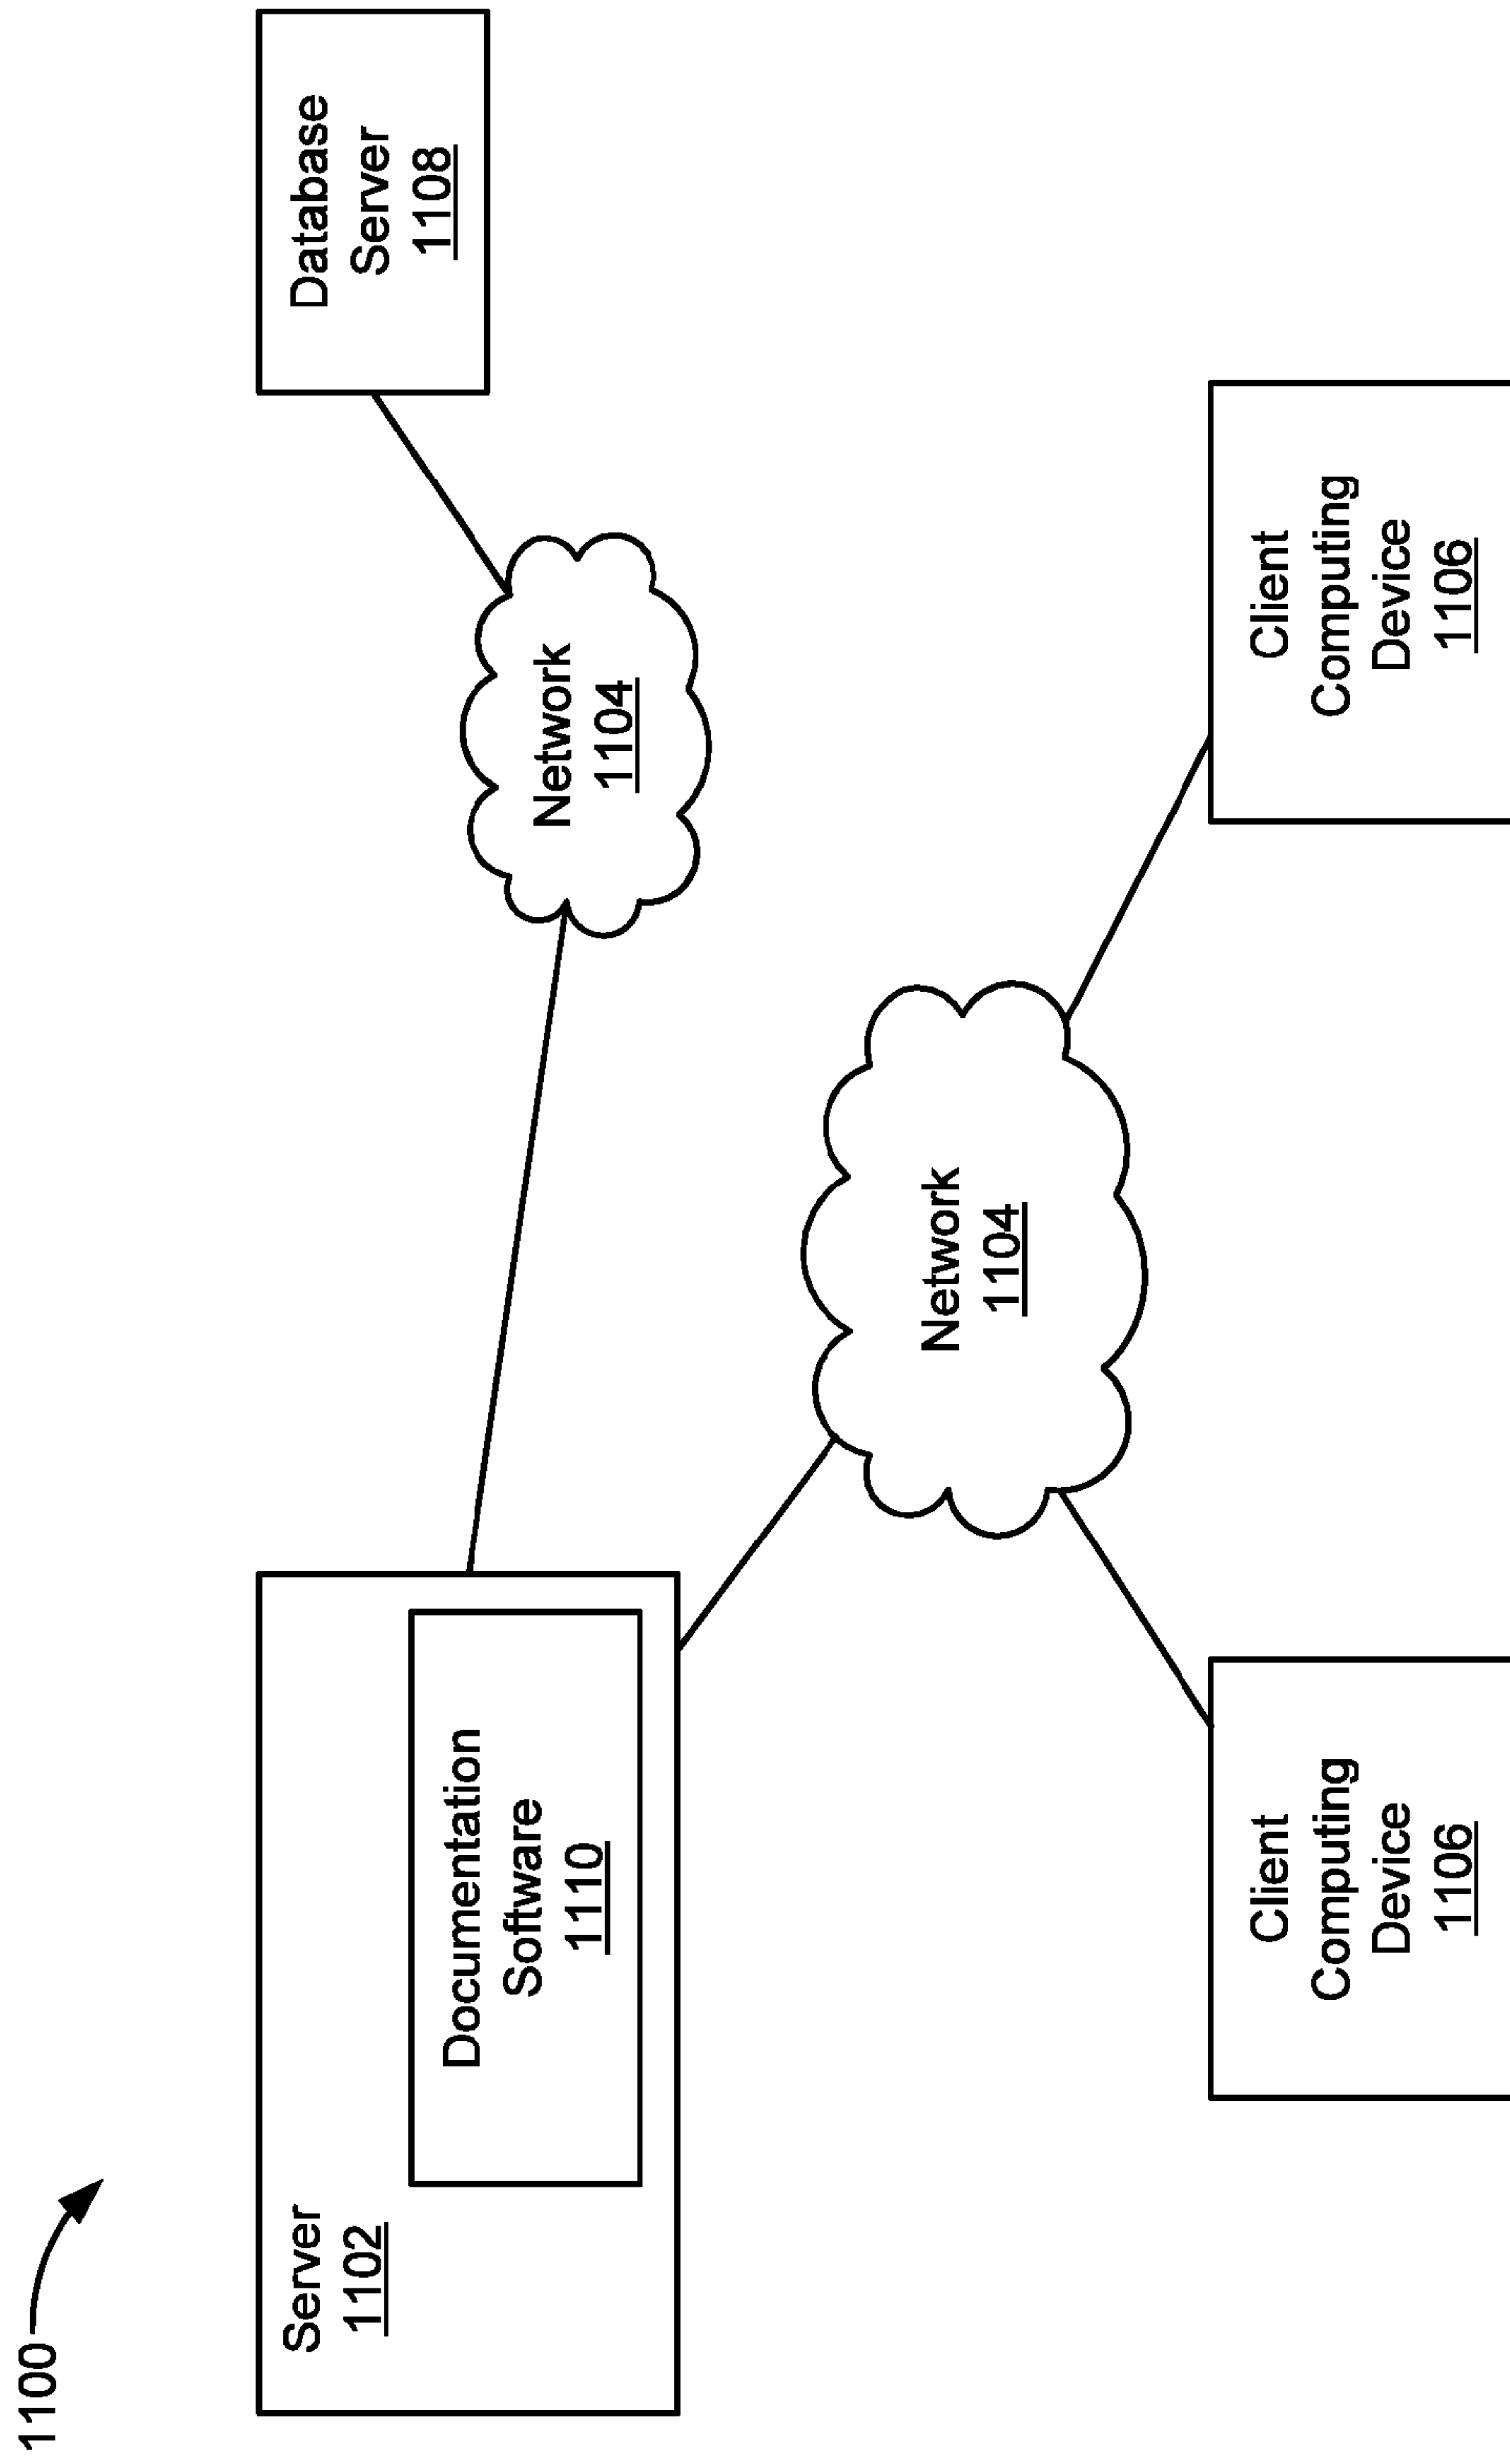 1100
Server
1102
Documentation
Software
1110
Database
Server
1108
Network
1104
Network
1104
Client
Computing
Device
1106
Client
Computing
Device
1106